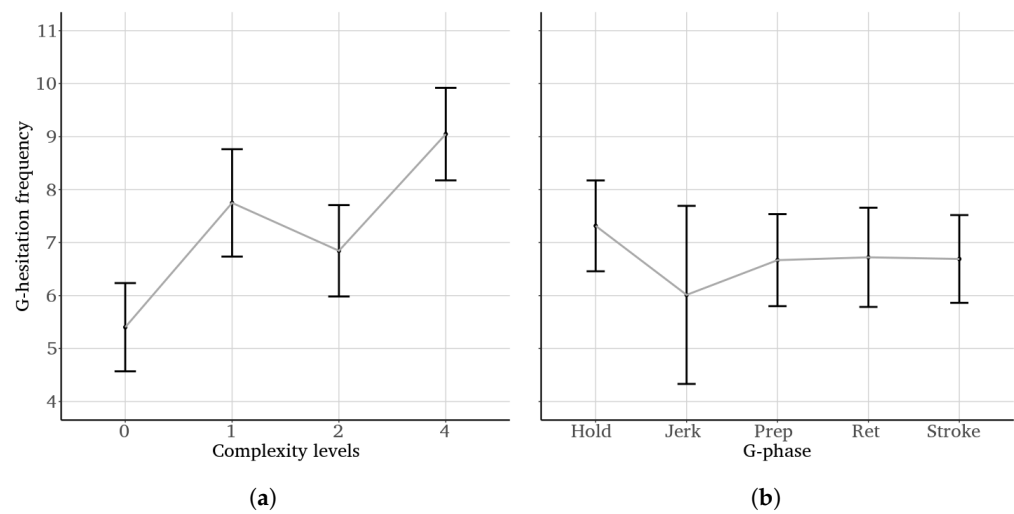 G-hesitation frequency
11
10
9
8
7
6
5
4
0 1 2 4
Complexity levels
(a)
Hold Jerk Prep Ret Stroke
G-phase
(b)